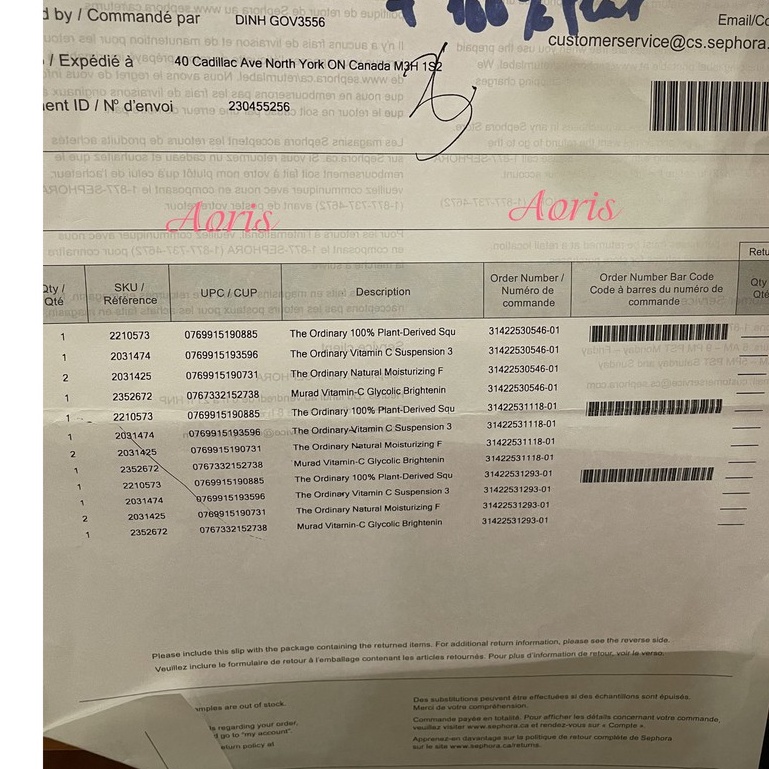 d by / Commandé par DINH GOV3556
Email/Co
customerservice@cs.sephora.
/ Expédié à 40 Cadillac Ave North York ON Canada M3H 1S2
ent ID / Nº d'envoi 230455256
Aoris Aoris
Retu
Qty / Qté SKU / Référence UPC / CUP Description Order Number / Numéro de commande Order Number Bar Code Code à barres du numéro de commande Qty Qté
1 2210573 0769915190885 The Ordinary 100% Plant-Derived Squ 31422530546-01
1 2031474 0769915193596 The Ordinary Vitamin C Suspension 3 31422530546-01
2 2031425 0769915190731 The Ordinary Natural Moisturizing F 31422530546-01
1 2352672 0767332152738 Murad Vitamin-C Glycolic Brightenin 31422530546-01
1 2210573 0769915190885 The Ordinary 100% Plant-Derived Squ 31422531118-01
1 2031474 0769915193596 The Ordinary Vitamin C Suspension 3 31422531118-01
2 2031425 0769915190731 The Ordinary Natural Moisturizing F 31422531118-01
1 2352672 0767332152738 Murad Vitamin-C Glycolic Brightenin 31422531118-01
1 2210573 0769915190885 The Ordinary 100% Plant-Derived Squ 31422531293-01
1 2031474 0769915193596 The Ordinary Vitamin C Suspension 3 31422531293-01
2 2031425 0769915190731 The Ordinary Natural Moisturizing F 31422531293-01
1 2352672 0767332152738 Murad Vitamin-C Glycolic Brightenin 31422531293-01
Please include this slip with the package containing the returned items. For additional return information, please see the reverse side.
Veuillez inclure le formulaire de retour à l'emballage contenant les articles retournés. Pour plus d'information de retour, voir le verso.
mples are out of stock.
s regarding your order,
d go to "my account".
eturn policy at
Des substitutions peuvent être effectuées si des échantillons sont épuisés.
Merci de votre compréhension.
Commande payée en totalité. Pour afficher les détails concernant votre commande,
veuillez visiter www.sephora.ca et rendez-vous sur « Compte ».
Apprenez-en davantage sur la politique de retour complète de Sephora
sur le site www.sephora.ca/returns.